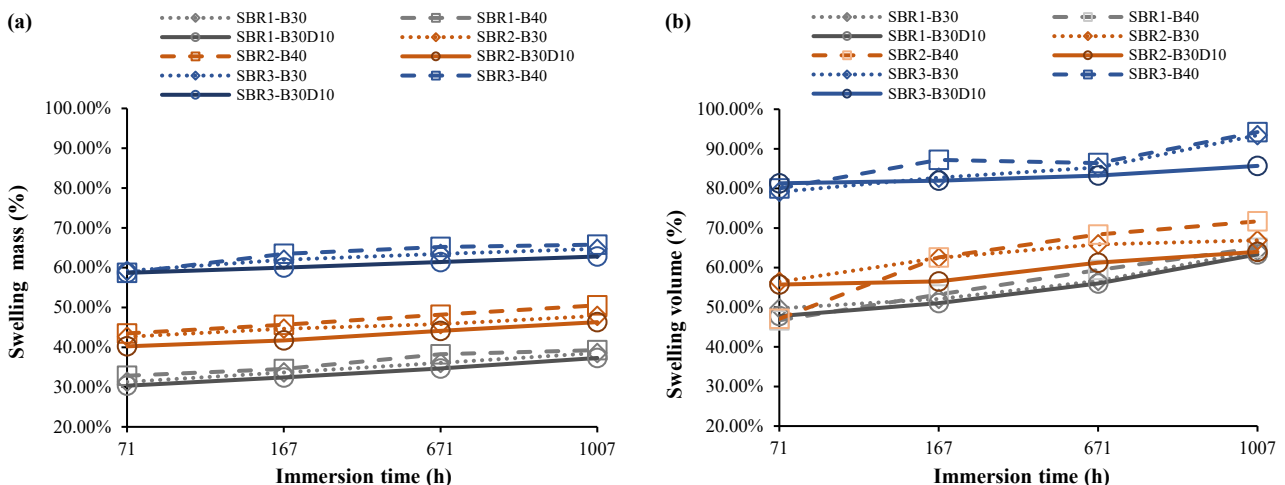 (a)
SBR1-B30
SBR1-B40
SBR1-B30D10
SBR2-B30
SBR2-B40
SBR2-B30D10
SBR3-B30
SBR3-B40
SBR3-B30D10
Swelling mass (%)
100.00%
90.00%
80.00%
70.00%
60.00%
50.00%
40.00%
30.00%
20.00%
71 167 671 1007
Immersion time (h)
(b)
SBR1-B30
SBR1-B40
SBR1-B30D10
SBR2-B30
SBR2-B40
SBR2-B30D10
SBR3-B30
SBR3-B40
SBR3-B30D10
Swelling volume (%)
100.00%
90.00%
80.00%
70.00%
60.00%
50.00%
40.00%
30.00%
20.00%
71 167 671 1007
Immersion time (h)